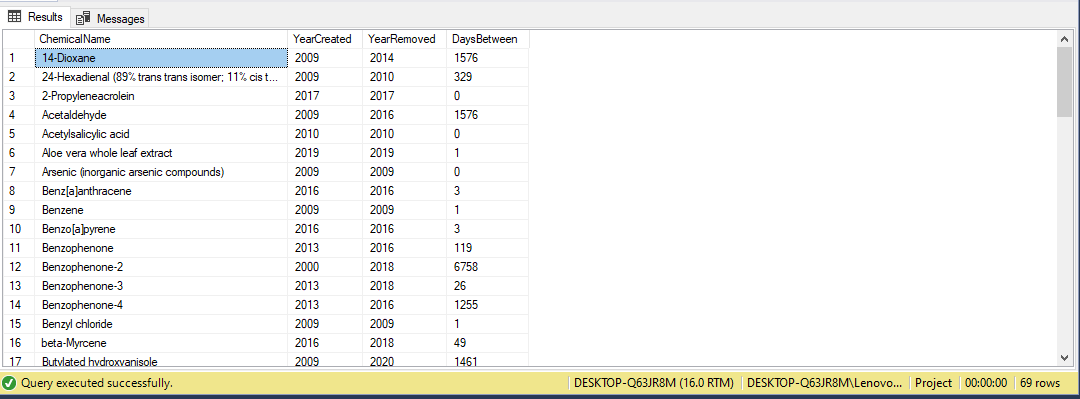 Results Messages
ChemicalName YearCreated YearRemoved DaysBetween
1 14-Dioxane 2009 2014 1576
2 24-Hexadienal (89% trans trans isomer; 11% cis t... 2009 2010 329
3 2-Propyleneacrolein 2017 2017 0
4 Acetaldehyde 2009 2016 1576
5 Acetylsalicylic acid 2010 2010 0
6 Aloe vera whole leaf extract 2019 2019 1
7 Arsenic (inorganic arsenic compounds) 2009 2009 0
8 Benz[a]anthracene 2016 2016 3
9 Benzene 2009 2009 1
10 Benzo[a]pyrene 2016 2016 3
11 Benzophenone 2013 2016 119
12 Benzophenone-2 2000 2018 6758
13 Benzophenone-3 2013 2018 26
14 Benzophenone-4 2013 2016 1255
15 Benzyl chloride 2009 2009 1
16 beta-Myrcene 2016 2018 49
17 Butylated hydroxyanisole 2009 2020 1461
Query executed successfully. DESKTOP-Q63JR8M (16.0 RTM) DESKTOP-Q63JR8M\Lenovo... Project 00:00:00 69 rows